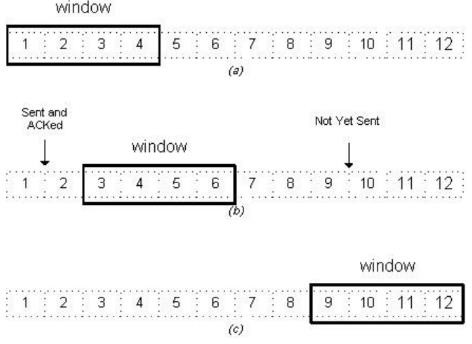 window
1 2 3 4 5 6 7 8 9 10 11 12
(a)
Sent and
ACKed
Not Yet Sent
window
1 2 3 4 5 6 7 8 9 10 11 12
(b)
window
1 2 3 4 5 6 7 8 9 10 11 12
(c)